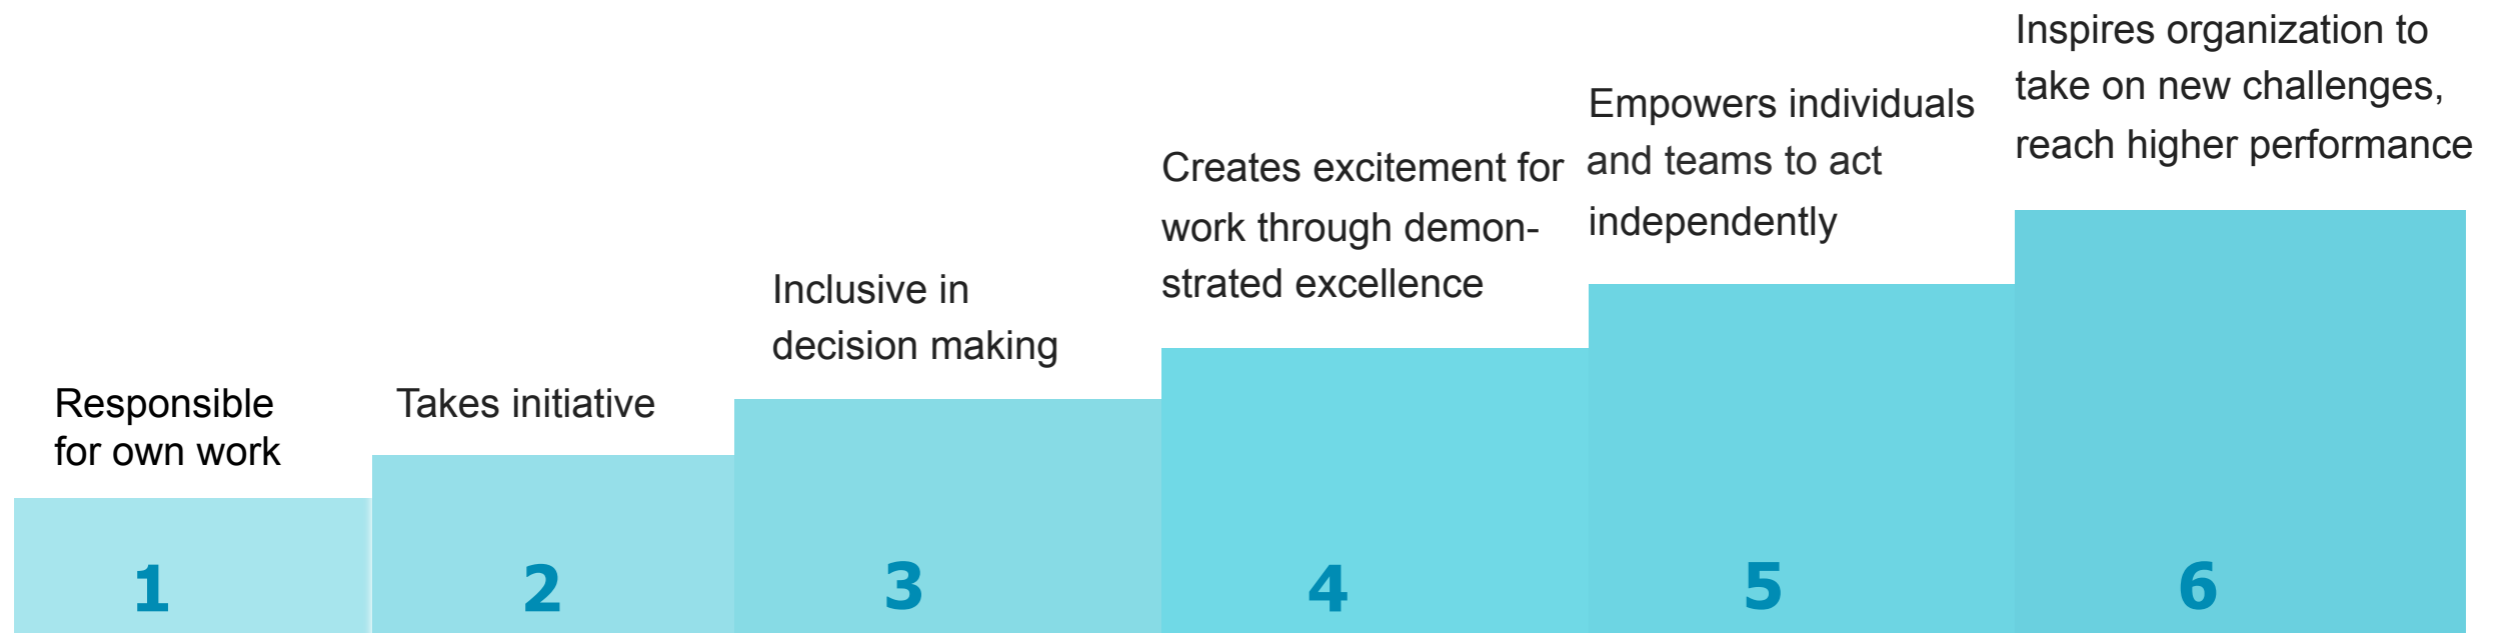 Responsible
for own work
1
Takes initiative
2
Inclusive in
decision making
3
Creates excitement for
work through demon-
strated excellence
4
Empowers individuals
and teams to act
independently
5
Inspires organization to
take on new challenges,
reach higher performance
6